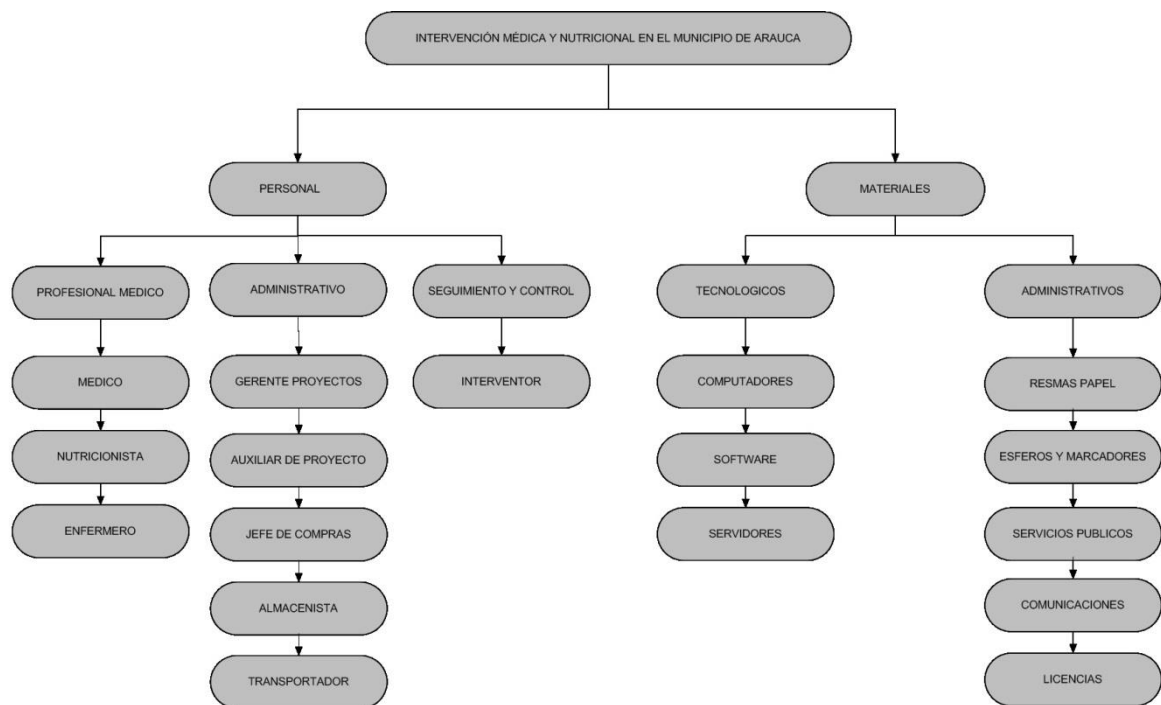 INTERVENCIÓN MÉDICA Y NUTRICIONAL EN EL MUNICIPIO DE ARAUCA
PERSONAL
MATERIALES
PROFESIONAL MEDICO
ADMINISTRATIVO
SEGUIMIENTO Y CONTROL
TECNOLOGICOS
ADMINISTRATIVOS
MEDICO
GERENTE PROYECTOS
INTERVENTOR
COMPUTADORES
RESMAS PAPEL
NUTRICIONISTA
AUXILIAR DE PROYECTO
SOFTWARE
ESFEROS Y MARCADORES
ENFERMERO
JEFE DE COMPRAS
SERVIDORES
SERVICIOS PUBLICOS
ALMACENISTA
COMUNICACIONES
TRANSPORTADOR
LICENCIAS